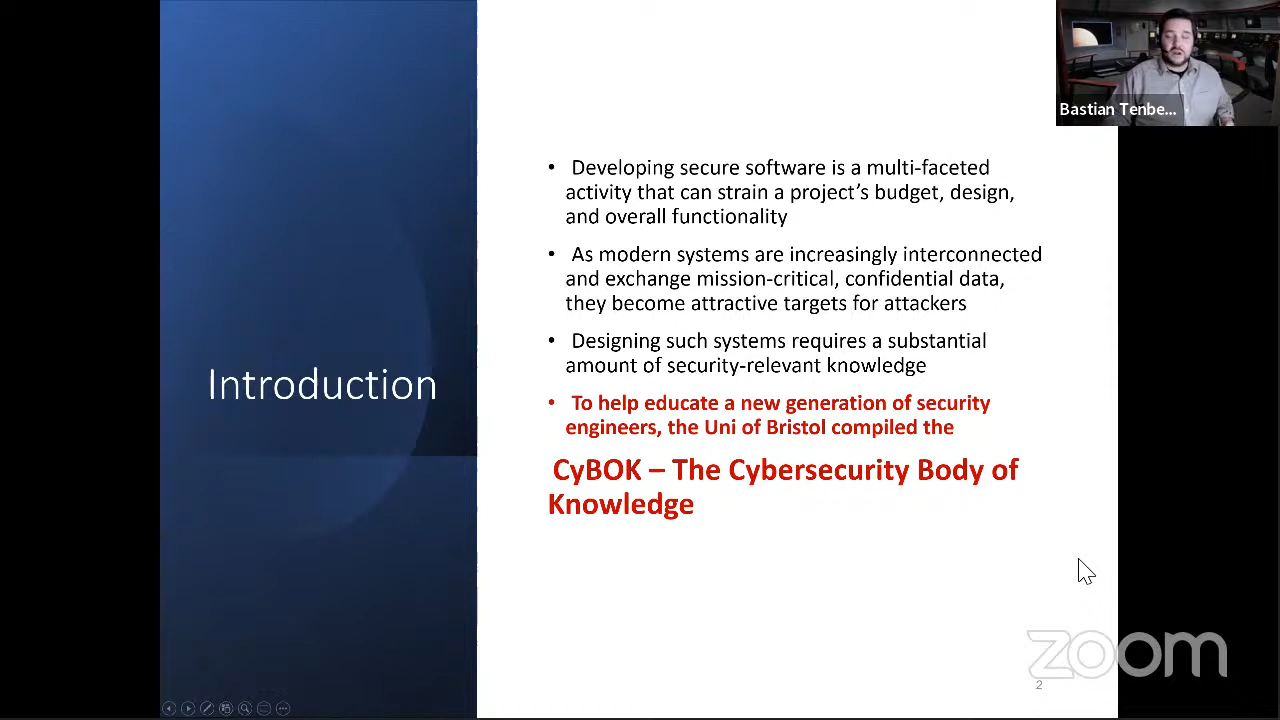 Bastian Tenbe...
• Developing secure software is a multi-faceted
activity that can strain a project's budget, design,
and overall functionality
• As modern systems are increasingly interconnected
and exchange mission-critical, confidential data,
they become attractive targets for attackers
• Designing such systems requires a substantial
amount of security-relevant knowledge
Introduction
• To help educate a new generation of security
engineers, the Uni of Bristol compiled the
CyBOK – The Cybersecurity Body of
Knowledge
zoom
2